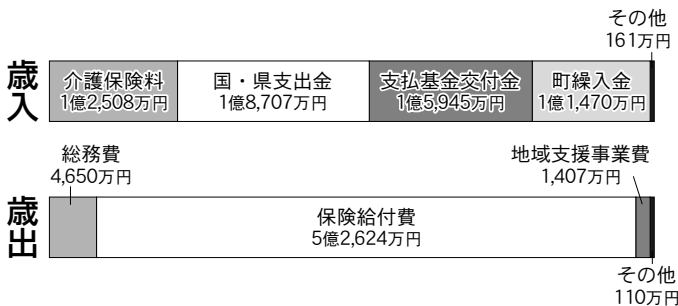 その他
161万円
歳入
介護保険料
1億2,508万円
国・県支出金
1億8,707万円
支払基金交付金
1億5,945万円
町繰入金
1億1,470万円
総務費
4,650万円
地域支援事業費
1,407万円
歳出
保険給付費
5億2,624万円
その他
110万円